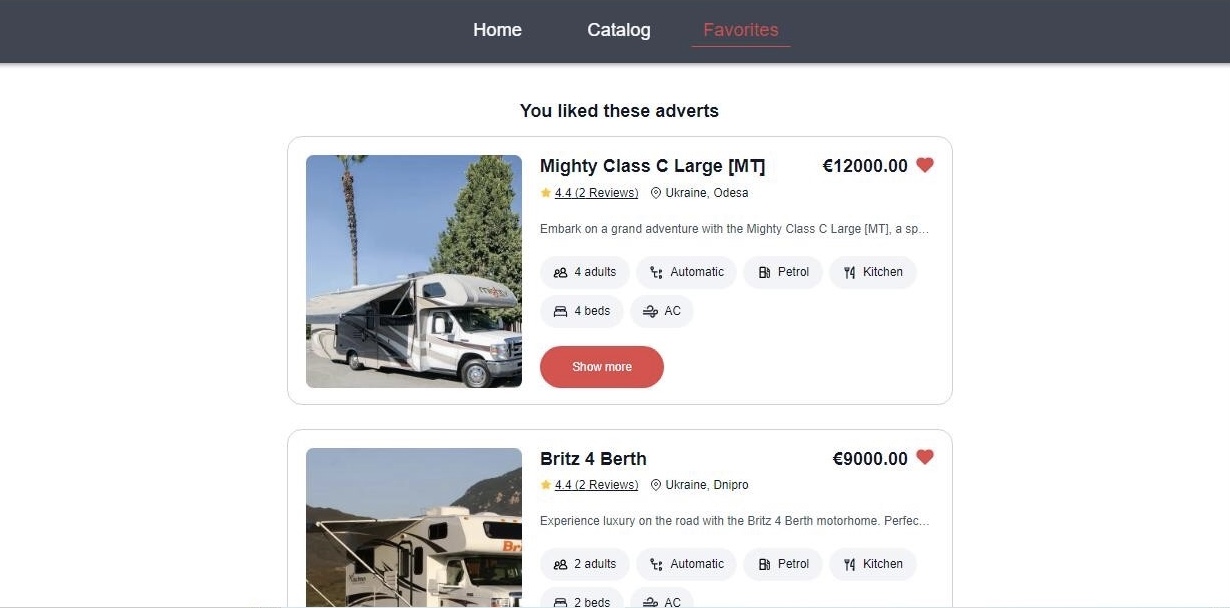 Home Catalog Favorites
You liked these adverts
Mighty Class C Large [MT] €12000.00
4.4 (2 Reviews) Ukraine, Odesa
Embark on a grand adventure with the Mighty Class C Large [MT], a sp...
4 adults Automatic Petrol Kitchen
4 beds AC
Show more
mighty
Britz 4 Berth €9000.00
4.4 (2 Reviews) Ukraine, Dnipro
Experience luxury on the road with the Britz 4 Berth motorhome. Perfec...
2 adults Automatic Petrol Kitchen
2 beds AC